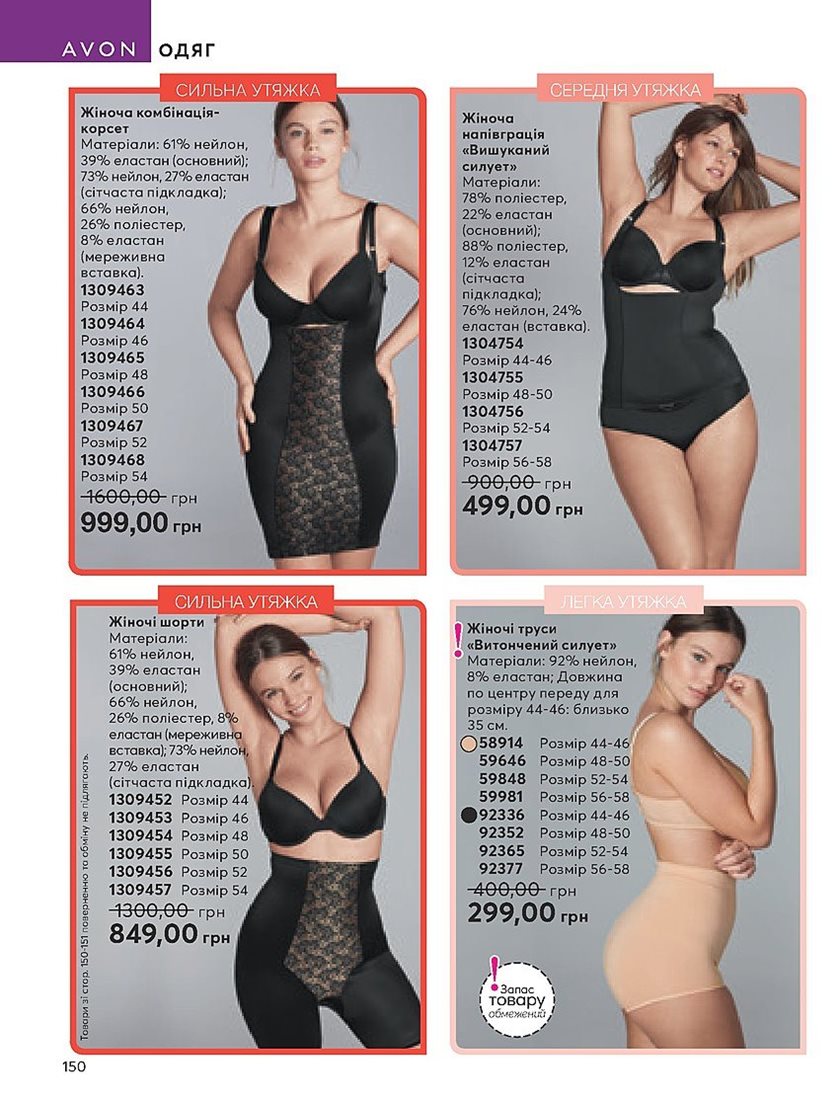 AVON ОДЯГ
СИЛЬНА УТЯЖКА
Жіноча комбінація-
корсет
Матеріали: 61% нейлон,
39% еластан (основний);
73% нейлон, 27% еластан
(сітчаста підкладка);
66% нейлон,
26% поліестер,
8% еластан
(мереживна
вставка).
1309463
Розмір 44
1309464
Розмір 46
1309465
Розмір 48
1309466
Розмір 50
1309467
Розмір 52
1309468
Розмір 54
1600,00 грн
999,00 грн
СЕРЕДНЯ УТЯЖКА
Жіноча
напівграція
«Вишуканий
силует»
Матеріали:
78% поліестер,
22% еластан
(основний);
88% поліестер,
12% еластан
(сітчаста
підкладка);
76% нейлон, 24%
еластан (вставка).
1304754
Розмір 44-46
1304755
Розмір 48-50
1304756
Розмір 52-54
1304757
Розмір 56-58
900,00 грн
499,00 грн
СИЛЬНА УТЯЖКА
Жіночі шорти
Матеріали:
61% нейлон,
39% еластан
(основний);
66% нейлон,
26% поліестер, 8%
еластан (мереживна
вставка); 73% нейлон,
27% еластан
(сітчаста підкладка).
1309452 Розмір 44
1309453 Розмір 46
1309454 Розмір 48
1309455 Розмір 50
1309456 Розмір 52
1309457 Розмір 54
1300,00 грн
849,00 грн
ЛЕГКА УТЯЖКА
Жіночі труси
«Витончений силует»
Матеріали: 92% нейлон,
8% еластан; Довжина
по центру переду для
розміру 44-46: близько
35 см.
58914 Розмір 44-46
59646 Розмір 48-50
59848 Розмір 52-54
59981 Розмір 56-58
92336 Розмір 44-46
92352 Розмір 48-50
92365 Розмір 52-54
92377 Розмір 56-58
400,00 грн
299,00 грн
! Запас
товару
обмежений
Товари зі стор. 150-151 поверненню та обміну не підлягають.
150